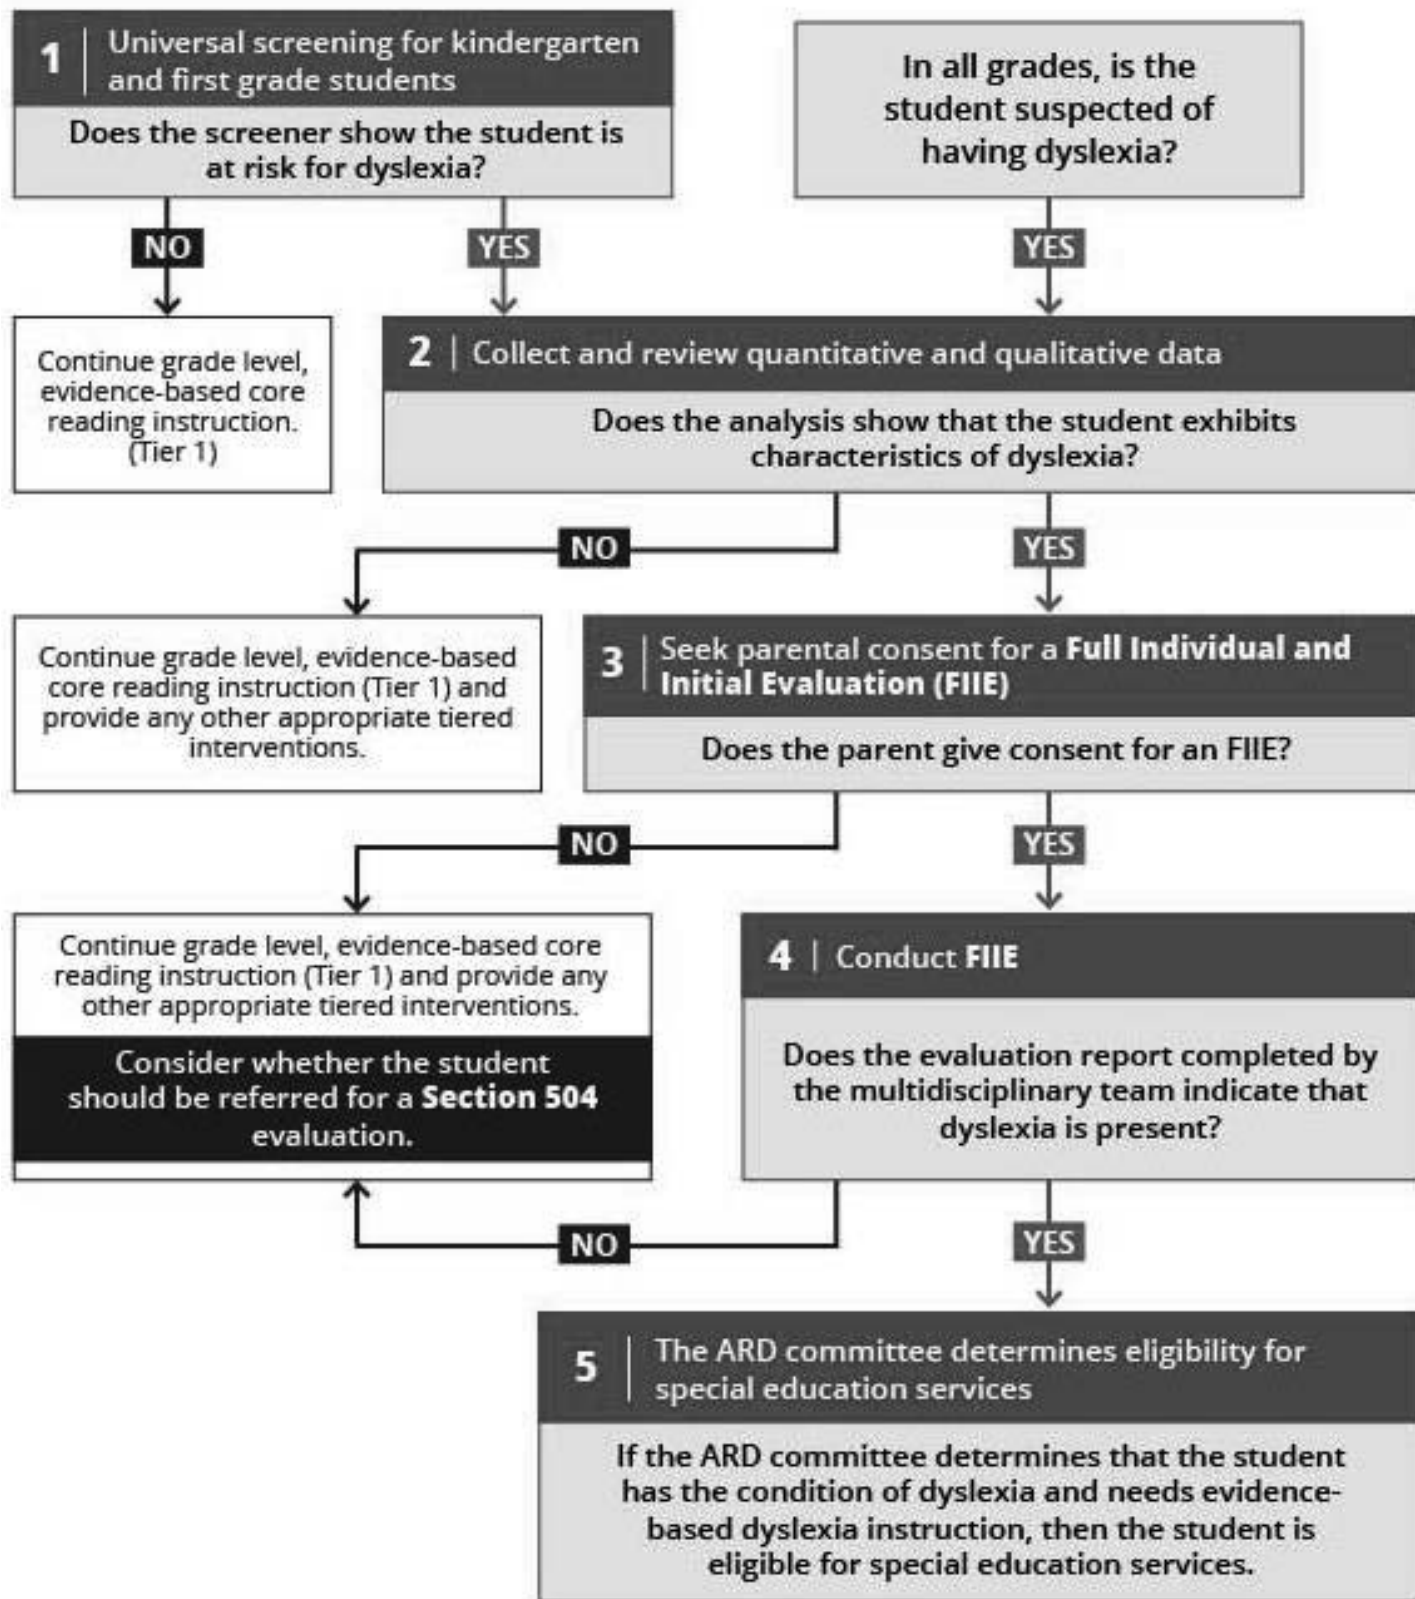 1
Universal screening for kindergarten
and first grade students
Does the screener show the student is
at risk for dyslexia?
In all grades, is the
student suspected of
having dyslexia?
NO
YES
YES
Continue grade level,
evidence-based core
reading instruction.
(Tier 1)
2
Collect and review quantitative and qualitative data
Does the analysis show that the student exhibits
characteristics of dyslexia?
NO
YES
Continue grade level, evidence-based
core reading instruction (Tier 1) and
provide any other appropriate tiered
interventions.
3
Seek parental consent for a Full Individual and
Initial Evaluation (FIIE)
Does the parent give consent for an FIIE?
NO
YES
Continue grade level, evidence-based core
reading instruction (Tier 1) and provide any
other appropriate tiered interventions.
Consider whether the student
should be referred for a Section 504
evaluation.
4
Conduct FIIE
Does the evaluation report completed by
the multidisciplinary team indicate that
dyslexia is present?
NO
YES
5
The ARD committee determines eligibility for
special education services
If the ARD committee determines that the student
has the condition of dyslexia and needs evidence-
based dyslexia instruction, then the student is
eligible for special education services.